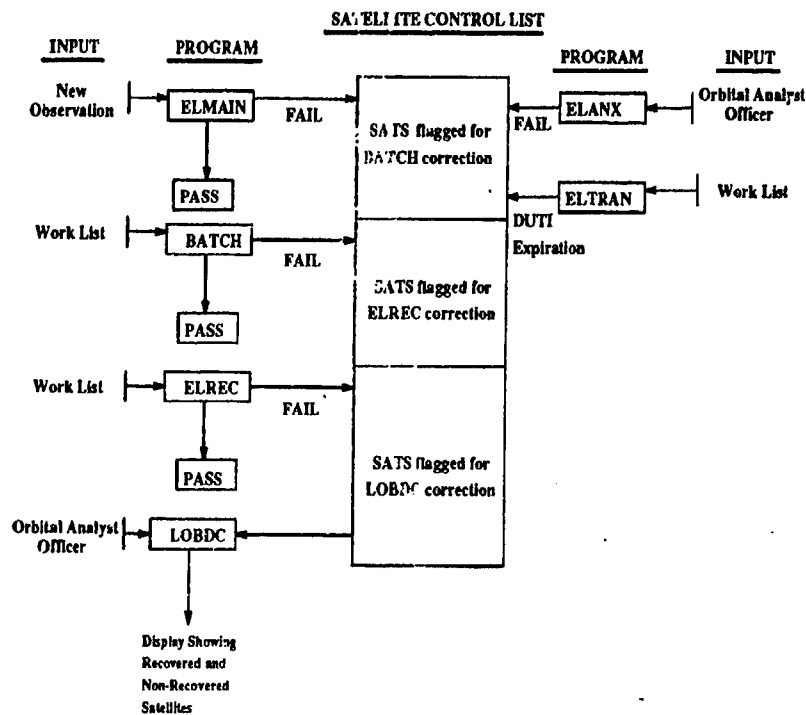 SATELLITE CONTROL LIST
INPUT
PROGRAM
PROGRAM
INPUT
New
Observation
ELMAIN
FAIL
PASS
SATS flagged for
BATCH correction
FAIL
ELANX
Orbital Analyst
Officer
ELTRAN
Work List
DUTI
Expiration
Work List
BATCH
FAIL
PASS
SATS flagged for
ELREC correction
Work List
ELREC
FAIL
PASS
SATS flagged for
LOBDC correction
Orbital Analyst
Officer
LOBDC
Display Showing
Recovered and
Non-Recovered
Satellites